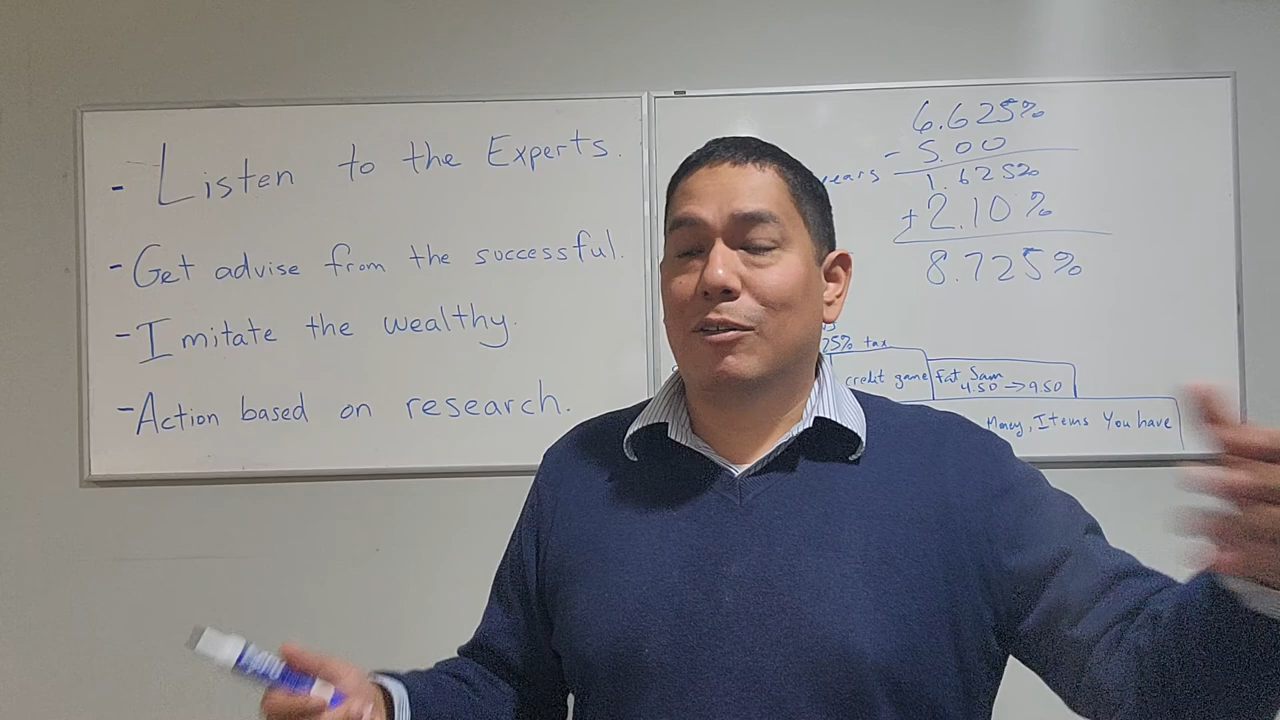 - Listen to the Experts.
- Get advise from the successful.
- Imitate the wealthy.
- Action based on research.
6.625%
- 5.00
years 1.625%
+2.10%
8.725%
25% tax
credit game
Fat Sam
4.50 → 9.50
Money, Items You have